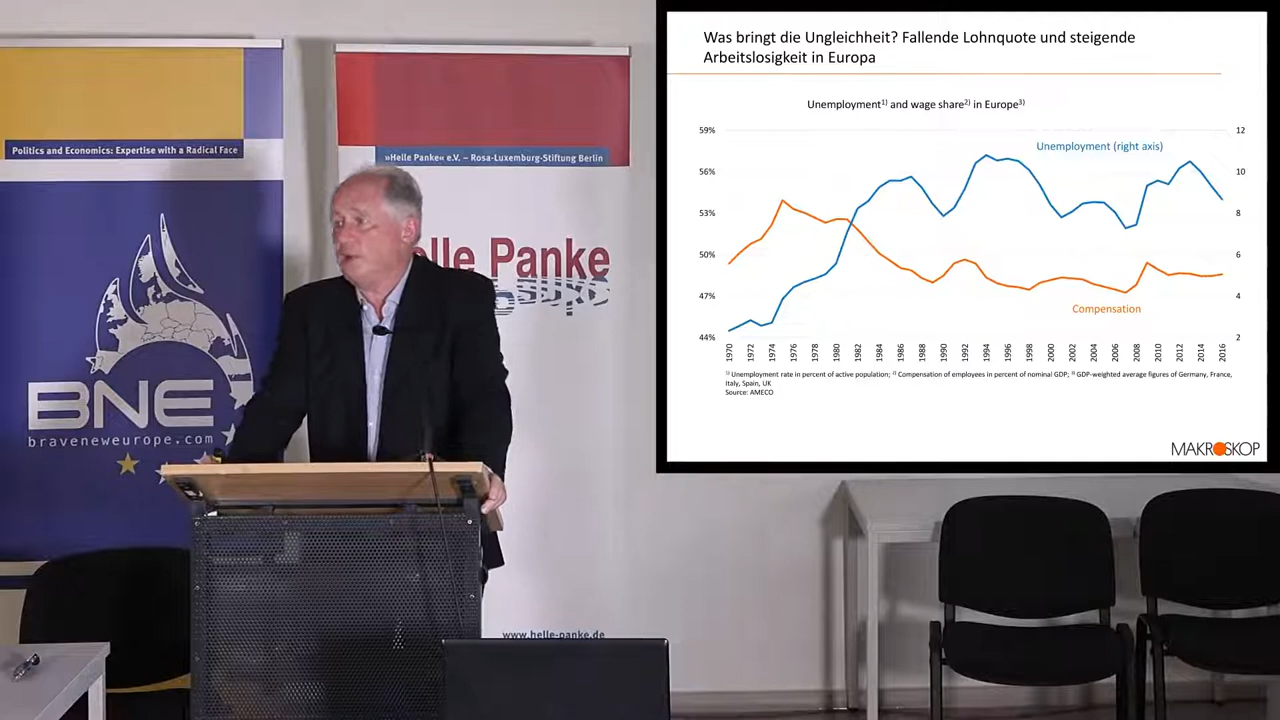 Politics and Economics: Expertise with a Radical Face
BNE
braveneweurope.com
»Helle Panke« e.V. – Rosa-Luxemburg-Stiftung Berlin
elle Panke
www.helle-panke.de
Was bringt die Ungleichheit? Fallende Lohnquote und steigende
Arbeitslosigkeit in Europa
Unemployment¹⁾ and wage share²⁾ in Europe³⁾
59%
56%
53%
50%
47%
44%
12
10
8
6
4
2
Unemployment (right axis)
Compensation
1970 1972 1974 1976 1978 1980 1982 1984 1986 1988 1990 1992 1994 1996 1998 2000 2002 2004 2006 2008 2010 2012 2014 2016
¹⁾ Unemployment rate in percent of active population; ²⁾ Compensation of employees in percent of nominal GDP; ³⁾ GDP-weighted average figures of Germany, France,
Italy, Spain, UK
Source: AMECO
MAKROSKOP